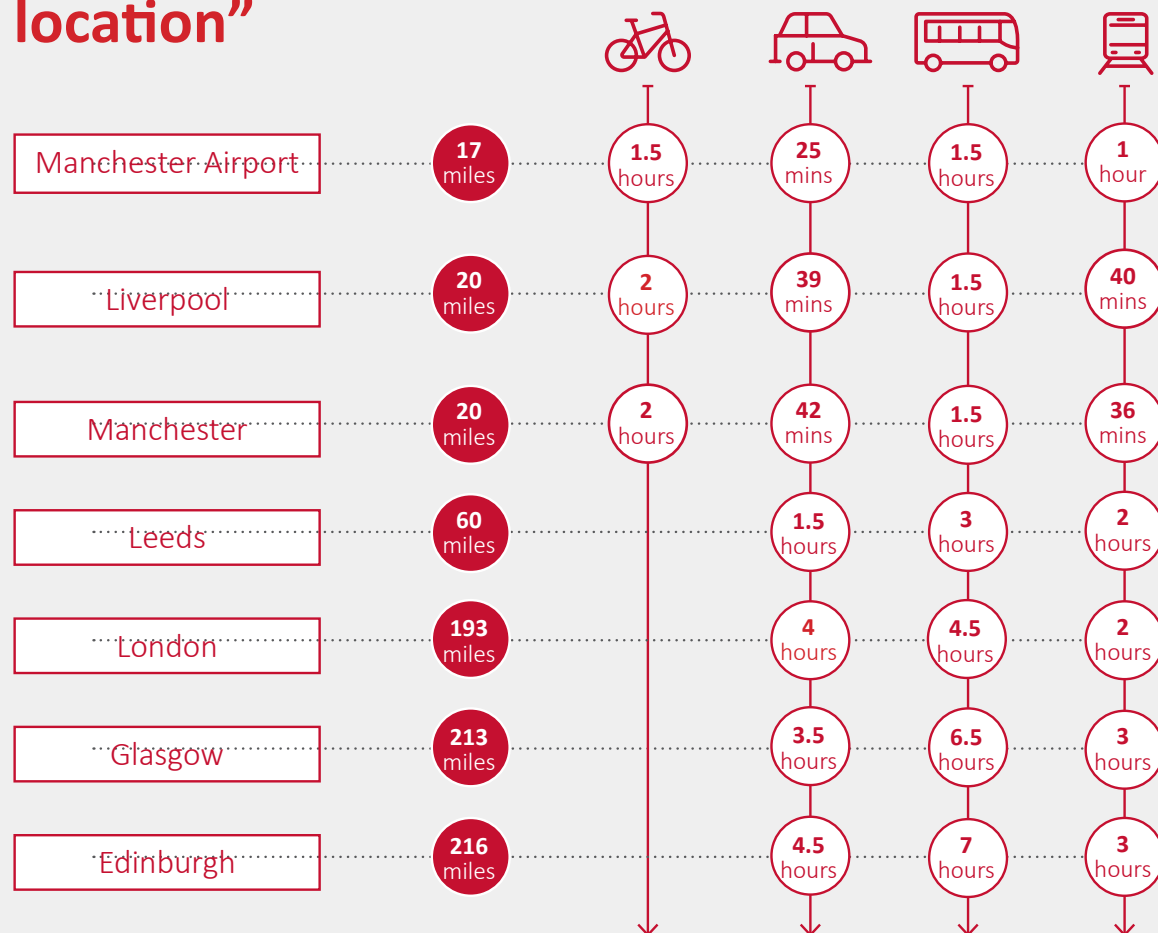 location”
Manchester Airport
17
miles
1.5
hours
25
mins
1.5
hours
1
hour
Liverpool
20
miles
2
hours
39
mins
1.5
hours
40
mins
Manchester
20
miles
2
hours
42
mins
1.5
hours
36
mins
Leeds
60
miles
1.5
hours
3
hours
2
hours
London
193
miles
4
hours
4.5
hours
2
hours
Glasgow
213
miles
3.5
hours
6.5
hours
3
hours
Edinburgh
216
miles
4.5
hours
7
hours
3
hours